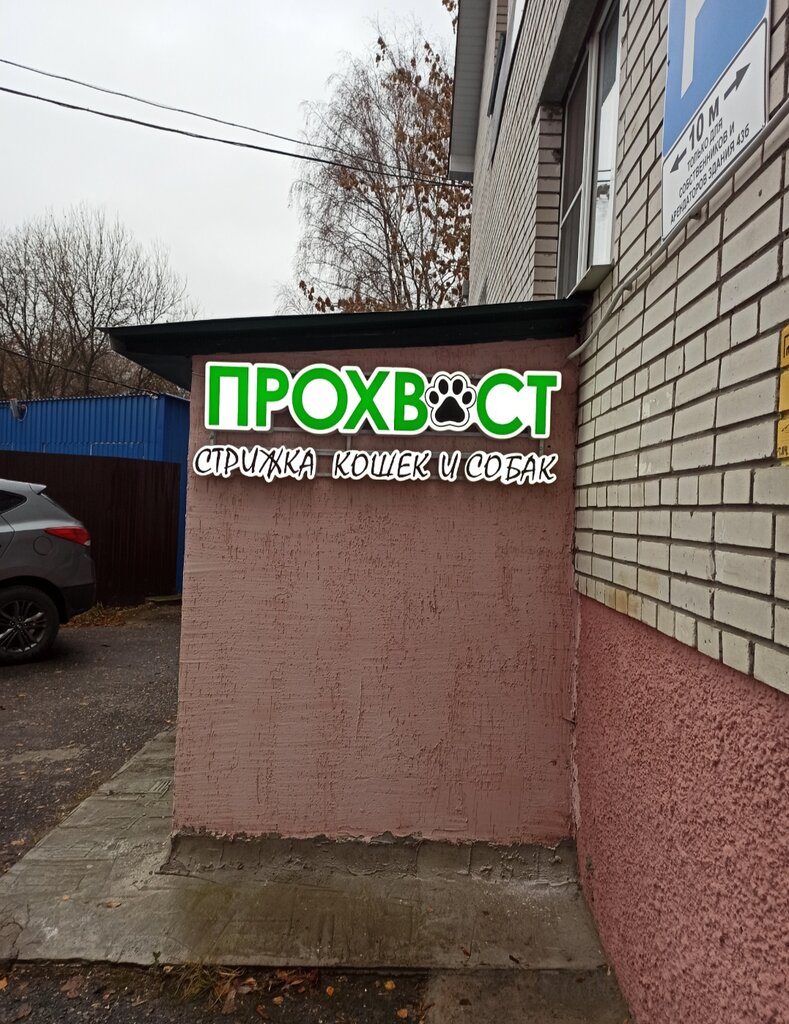 10 м
ТОЛЬКО ДЛЯ
СОБСТВЕННИКОВ И
АРЕНДАТОРОВ ЗДАНИЯ 43б
ПРОХВОСТ
СТРИЖКА КОШЕК И СОБАК